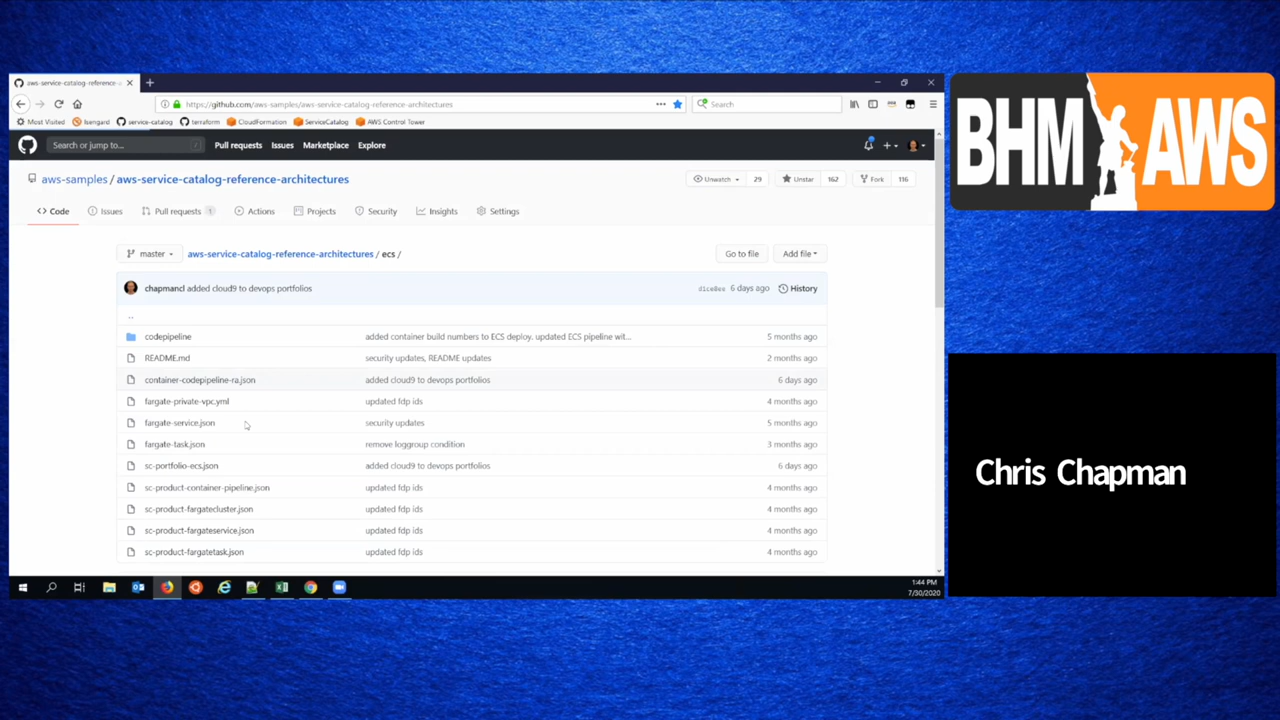 aws-service-catalog-reference-a
https://github.com/aws-samples/aws-service-catalog-reference-architectures
Search
Most Visited Isengard service-catalog terraform CloudFormation ServiceCatalog AWS Control Tower
Search or jump to... / Pull requests Issues Marketplace Explore
aws-samples / aws-service-catalog-reference-architectures
Unwatch 29 Unstar 162 Fork 116
Code Issues Pull requests 1 Actions Projects Security Insights Settings
master aws-service-catalog-reference-architectures / ecs / Go to file Add file
chapmancl added cloud9 to devops portfolios 6 days ago History
..
codepipeline added container build numbers to ECS deploy. updated ECS pipeline wit... 5 months ago
README.md security updates, README updates 2 months ago
container-codepipeline-ra.json added cloud9 to devops portfolios 6 days ago
fargate-private-vpc.yml updated fdp ids 4 months ago
fargate-service.json security updates 5 months ago
fargate-task.json remove loggroup condition 3 months ago
sc-portfolio-ecs.json added cloud9 to devops portfolios 6 days ago
sc-product-container-pipeline.json updated fdp ids 4 months ago
sc-product-fargatecluster.json updated fdp ids 4 months ago
sc-product-fargateservice.json updated fdp ids 4 months ago
sc-product-fargatetask.json updated fdp ids 4 months ago
1:44 PM
7/30/2020
BHM AWS
Chris Chapman